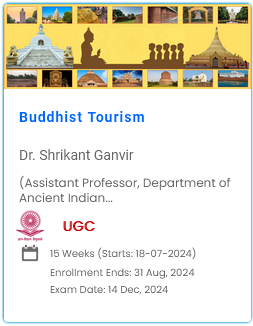 Buddhist Tourism
Dr. Shrikant Ganvir
(Assistant Professor, Department of
Ancient Indian...
UGC
15 Weeks (Starts: 18-07-2024)
Enrollment Ends: 31 Aug, 2024
Exam Date: 14 Dec, 2024